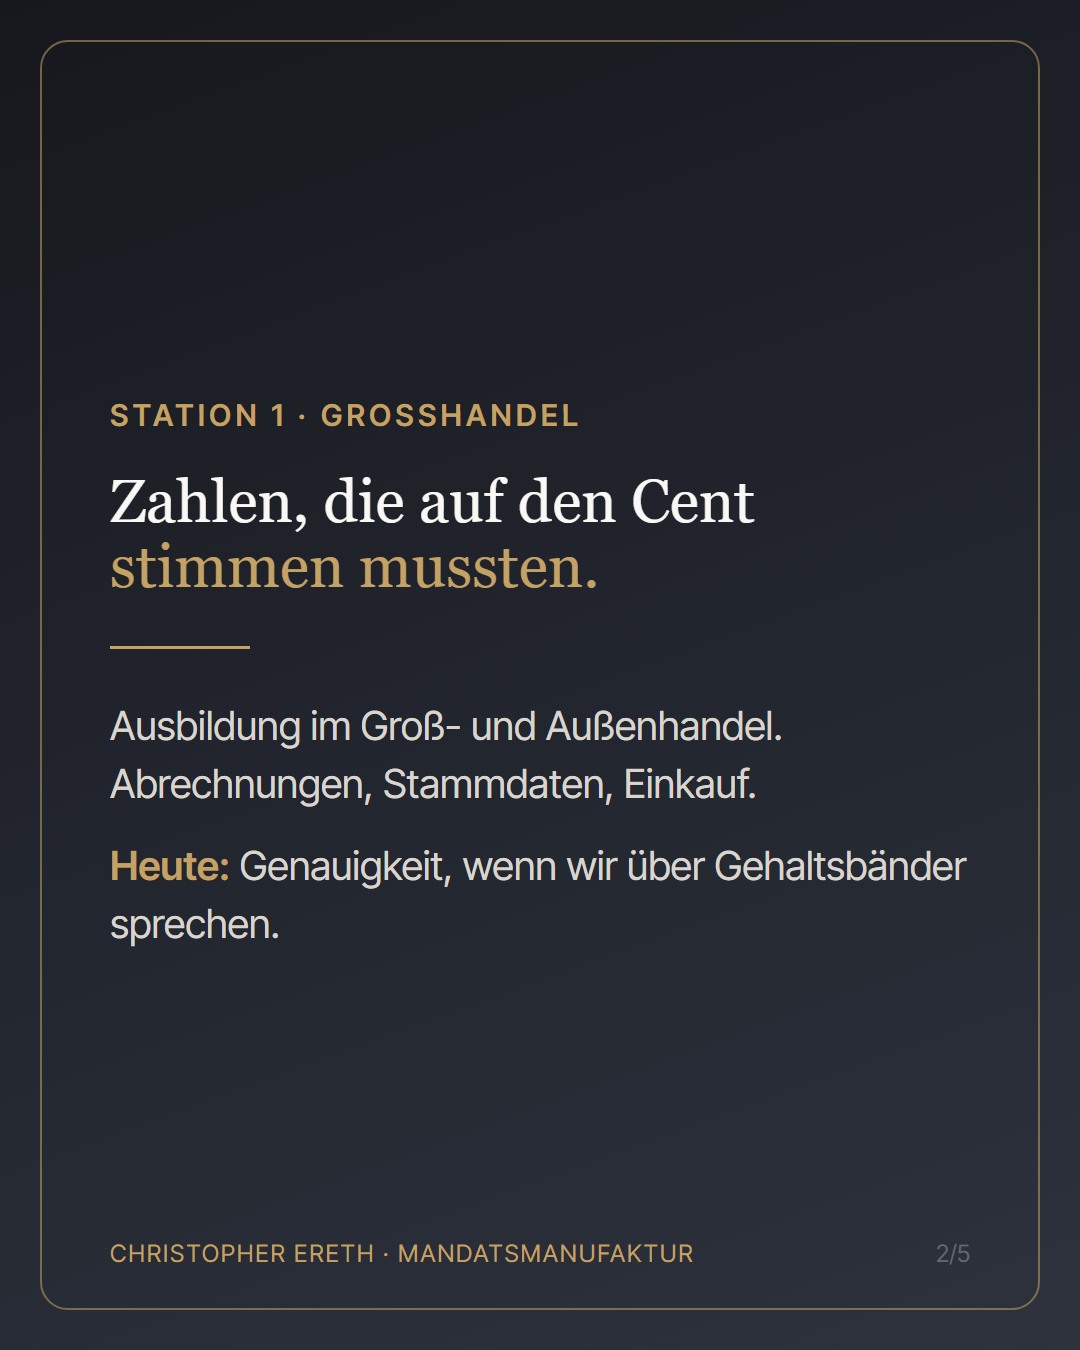 STATION 1 · GROSSHANDEL
Zahlen, die auf den Cent
stimmen mussten.
Ausbildung im Groß- und Außenhandel.
Abrechnungen, Stammdaten, Einkauf.
Heute: Genauigkeit, wenn wir über Gehaltsbänder
sprechen.
CHRISTOPHER ERETH · MANDATSMANUFAKTUR
2/5